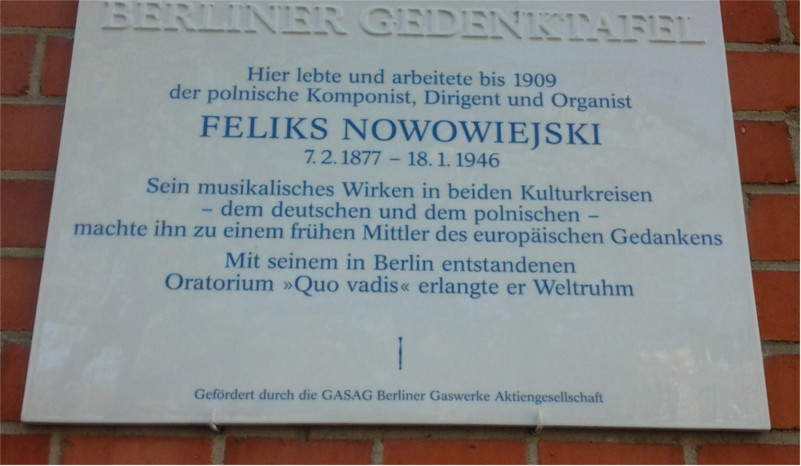 BERLINER GEDENKTAFEL
Hier lebte und arbeitete bis 1909
der polnische Komponist, Dirigent und Organist
FELIKS NOWOWIEJSKI
7. 2. 1877 – 18. 1. 1946
Sein musikalisches Wirken in beiden Kulturkreisen
– dem deutschen und dem polnischen –
machte ihn zu einem frühen Mittler des europäischen Gedankens
Mit seinem in Berlin entstandenen
Oratorium »Quo vadis« erlangte er Weltruhm
Gefördert durch die GASAG Berliner Gaswerke Aktiengesellschaft